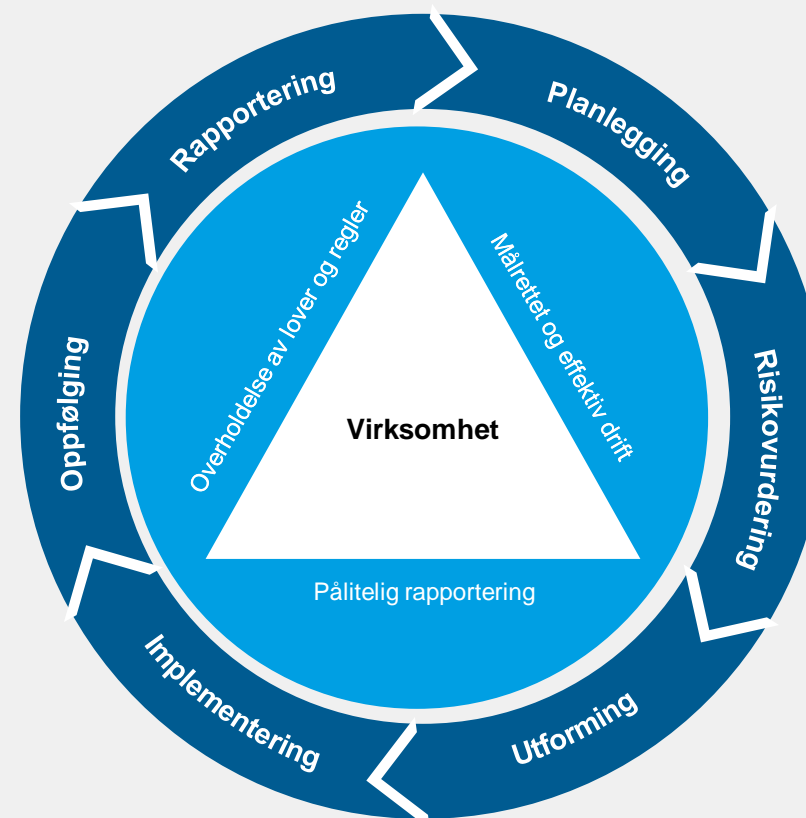 Rapportering
Planlegging
Risikovurdering
Utforming
Implementering
Oppfølging
Overholdelse av lover og regler
Målrettet og effektiv drift
Virksomhet
Pålitelig rapportering